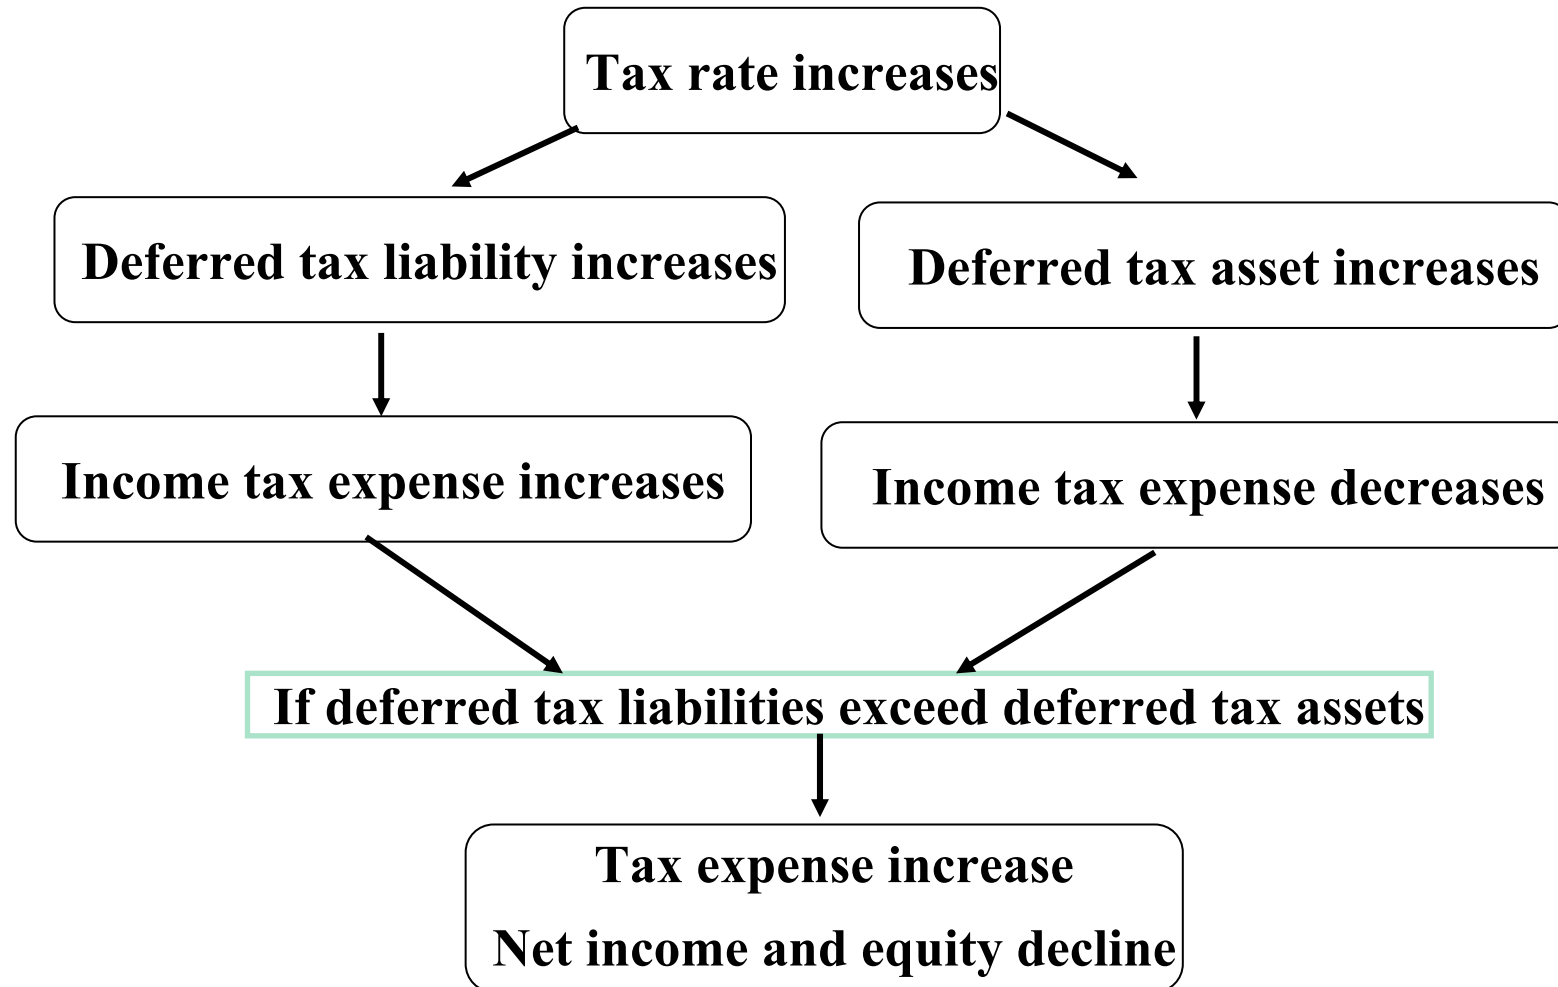 Tax rate increases
Deferred tax liability increases
Deferred tax asset increases
Income tax expense increases
Income tax expense decreases
If deferred tax liabilities exceed deferred tax assets
Tax expense increase
Net income and equity decline